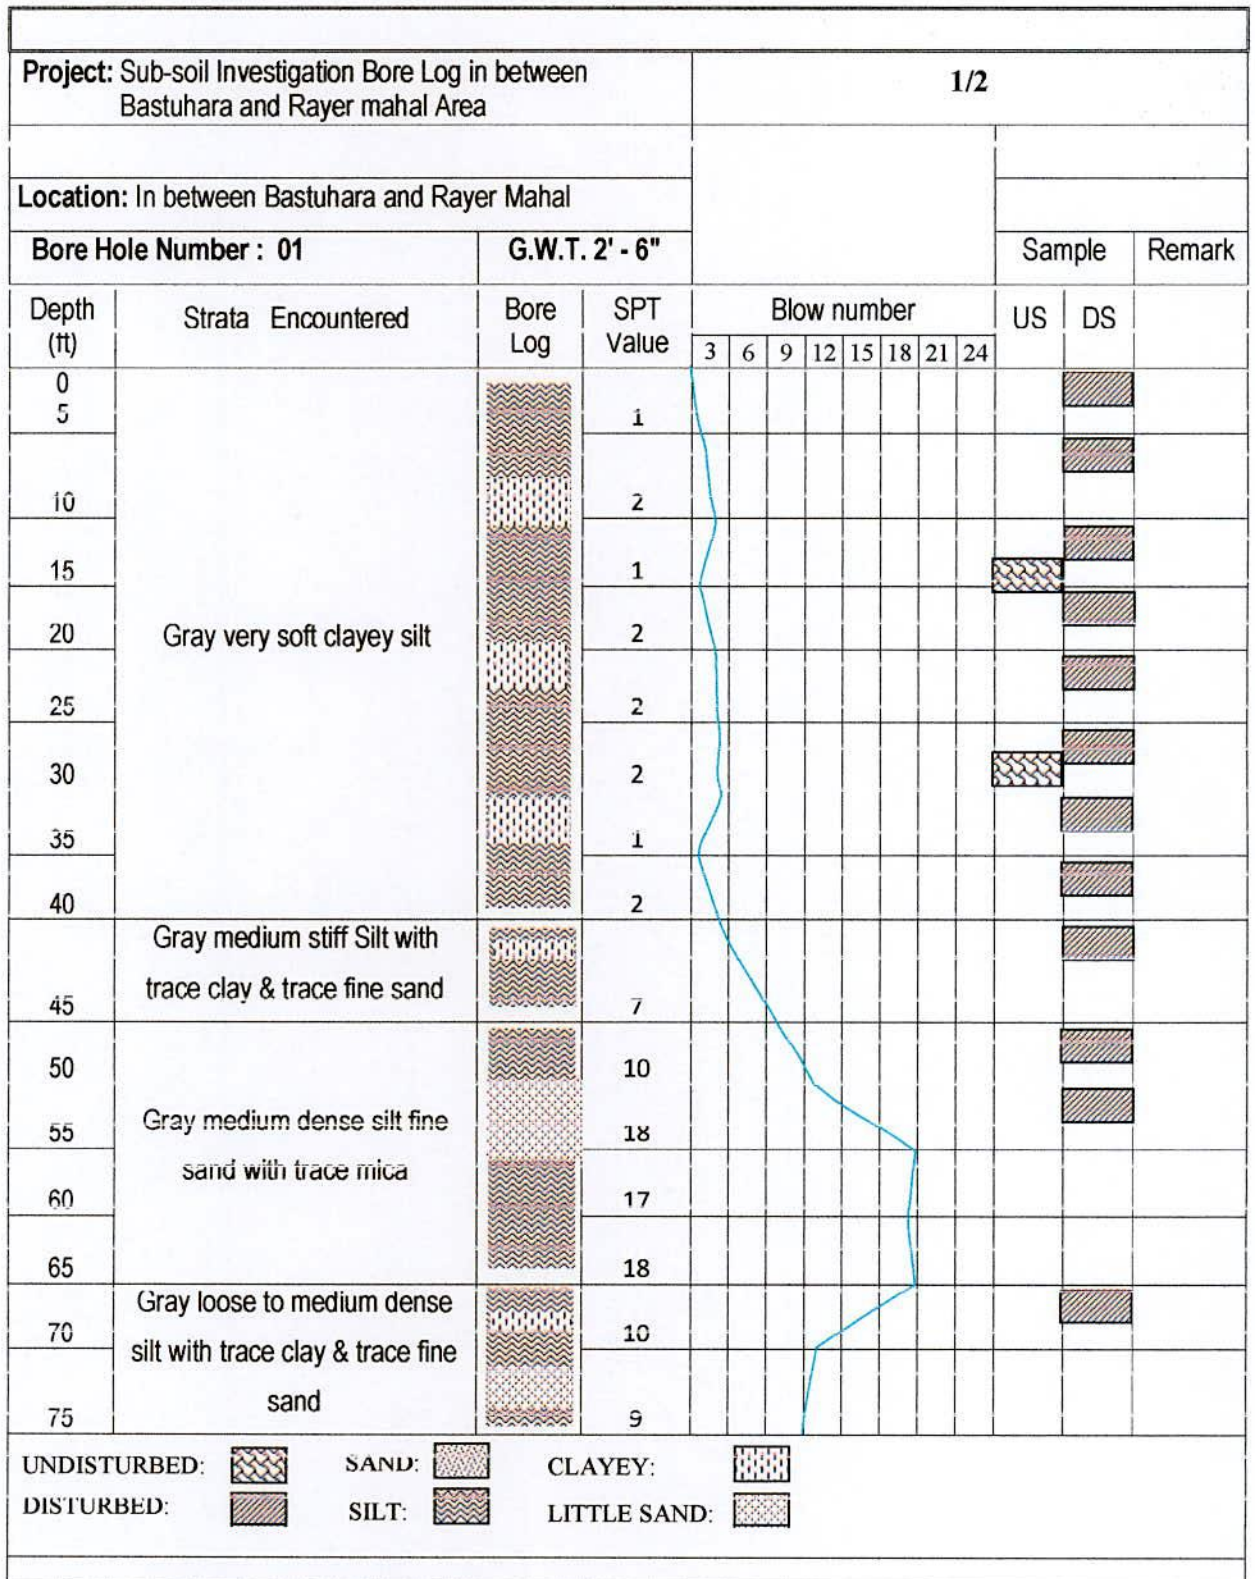 Project: Sub-soil Investigation Bore Log in between
Bastuhara and Rayer mahal Area
1/2
Location: In between Bastuhara and Rayer Mahal
Bore Hole Number : 01
G.W.T. 2' - 6"
Sample
Remark
Depth
(ft)
Strata Encountered
Bore
Log
SPT
Value
Blow number
US
DS
3 6 9 12 15 18 21 24
0
5 1
10 2
15 1
20 Gray very soft clayey silt 2
25 2
30 2
35 1
40 2
Gray medium stiff Silt with
trace clay & trace fine sand
45 7
50 10
Gray medium dense silt fine
55 18
sand with trace mica
60 17
65 18
Gray loose to medium dense
70 10
silt with trace clay & trace fine
sand
75 9
UNDISTURBED: SAND: CLAYEY:
DISTURBED: SILT: LITTLE SAND: